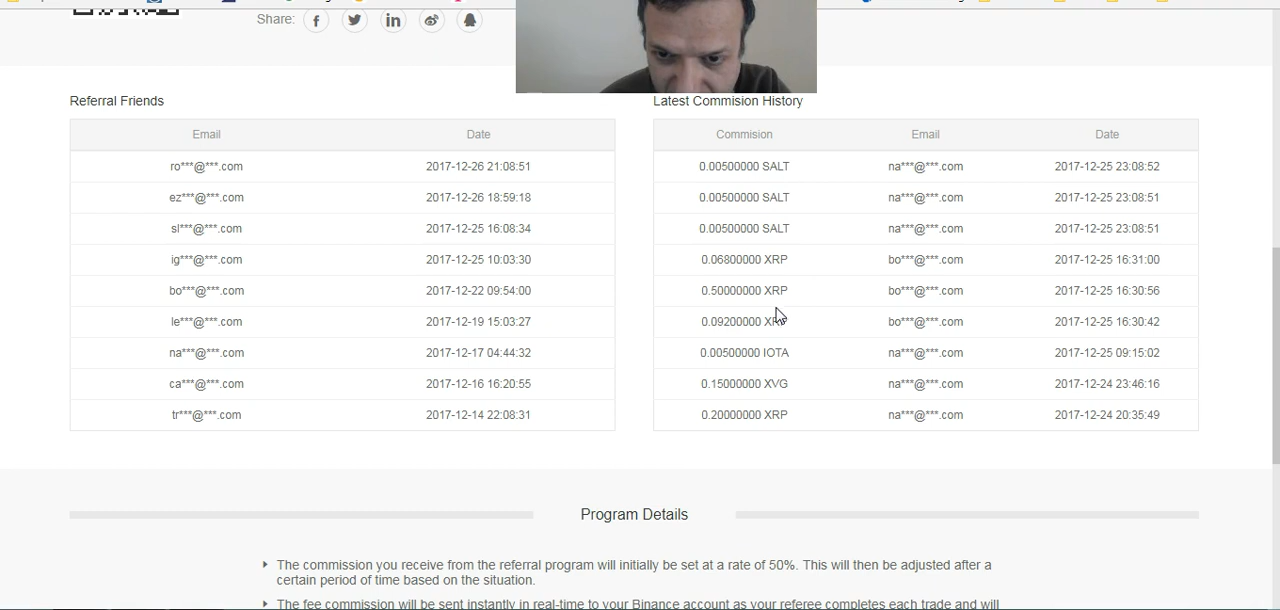 Share:
Referral Friends
Latest Commision History
Email Date
Commision Email Date
ro***@***.com 2017-12-26 21:08:51
0.00500000 SALT na***@***.com 2017-12-25 23:08:52
ez***@***.com 2017-12-26 18:59:18
0.00500000 SALT na***@***.com 2017-12-25 23:08:51
sl***@***.com 2017-12-25 16:08:34
0.00500000 SALT na***@***.com 2017-12-25 23:08:51
ig***@***.com 2017-12-25 10:03:30
0.06800000 XRP bo***@***.com 2017-12-25 16:31:00
bo***@***.com 2017-12-22 09:54:00
0.50000000 XRP bo***@***.com 2017-12-25 16:30:56
le***@***.com 2017-12-19 15:03:27
0.09200000 XRP bo***@***.com 2017-12-25 16:30:42
na***@***.com 2017-12-17 04:44:32
0.00500000 IOTA na***@***.com 2017-12-25 09:15:02
ca***@***.com 2017-12-16 16:20:55
0.15000000 XVG na***@***.com 2017-12-24 23:46:16
tr***@***.com 2017-12-14 22:08:31
0.20000000 XRP na***@***.com 2017-12-24 20:35:49
Program Details
The commission you receive from the referral program will initially be set at a rate of 50%. This will then be adjusted after a
certain period of time based on the situation.
The fee commission will be sent instantly in real-time to your Binance account as your referee completes each trade and will